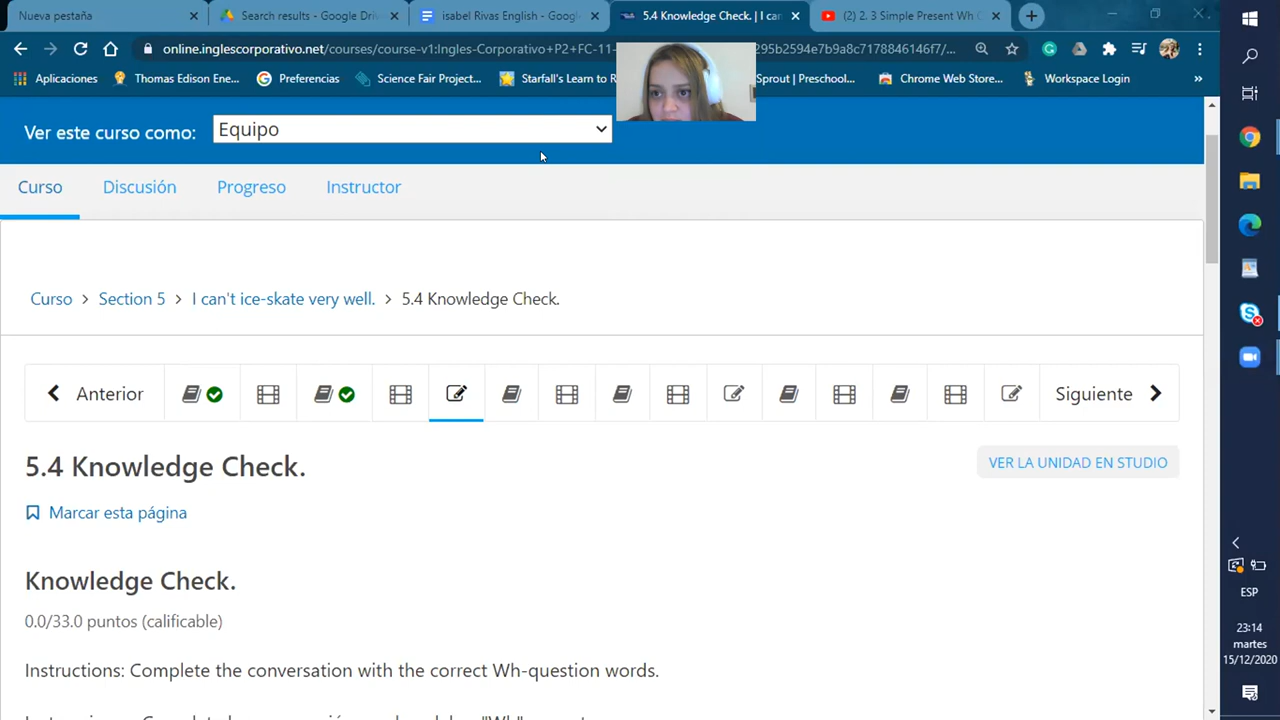 Nueva pestaña
Search results - Google Driv
isabel Rivas English - Google
5.4 Knowledge Check. | I can
(2) 2. 3 Simple Present Wh C
online.inglescorporativo.net/courses/course-v1:Ingles-Corporativo+P2+FC-11- 295b2594e7b9a8c7178846146f7/...
Aplicaciones
Thomas Edison Ene...
Preferencias
Science Fair Project...
Starfall's Learn to R
Sprout | Preschool...
Chrome Web Store...
Workspace Login
»
Ver este curso como:
Equipo
Curso
Discusión
Progreso
Instructor
Curso > Section 5 > I can't ice-skate very well. > 5.4 Knowledge Check.
Anterior
Siguiente
5.4 Knowledge Check.
VER LA UNIDAD EN STUDIO
Marcar esta página
Knowledge Check.
0.0/33.0 puntos (calificable)
Instructions: Complete the conversation with the correct Wh-question words.
ESP
23:14
martes
15/12/2020